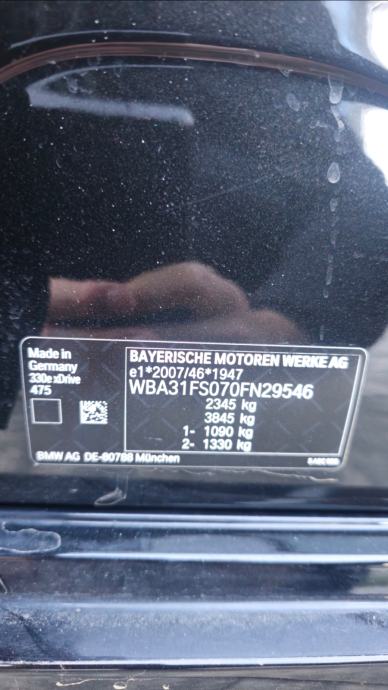 Made in
Germany
330e xDrive
475
BAYERISCHE MOTOREN WERKE AG
e1*2007/46*1947
WBA31FS070FN29546
2345 kg
3845 kg
1- 1090 kg
2- 1330 kg
BMW AG DE-80788 München